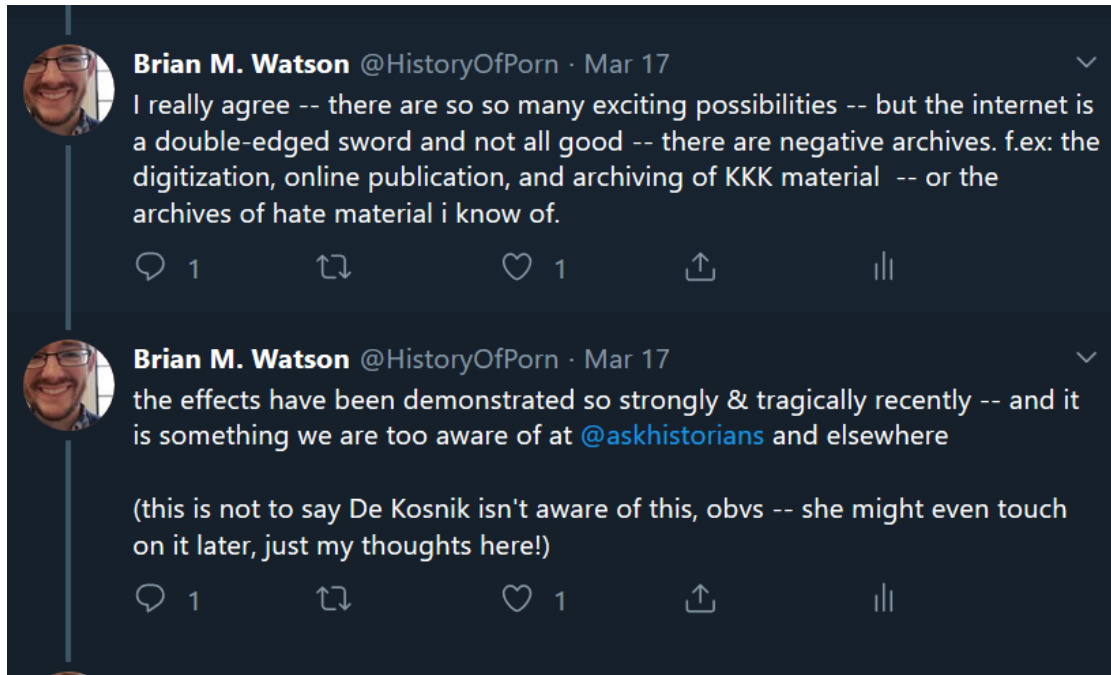 Brian M. Watson @HistoryOfPorn · Mar 17
I really agree -- there are so so many exciting possibilities -- but the internet is
a double-edged sword and not all good -- there are negative archives. f.ex: the
digitization, online publication, and archiving of KKK material -- or the
archives of hate material i know of.
1 1
Brian M. Watson @HistoryOfPorn · Mar 17
the effects have been demonstrated so strongly & tragically recently -- and it
is something we are too aware of at @askhistorians and elsewhere
(this is not to say De Kosnik isn't aware of this, obvs -- she might even touch
on it later, just my thoughts here!)
1 1